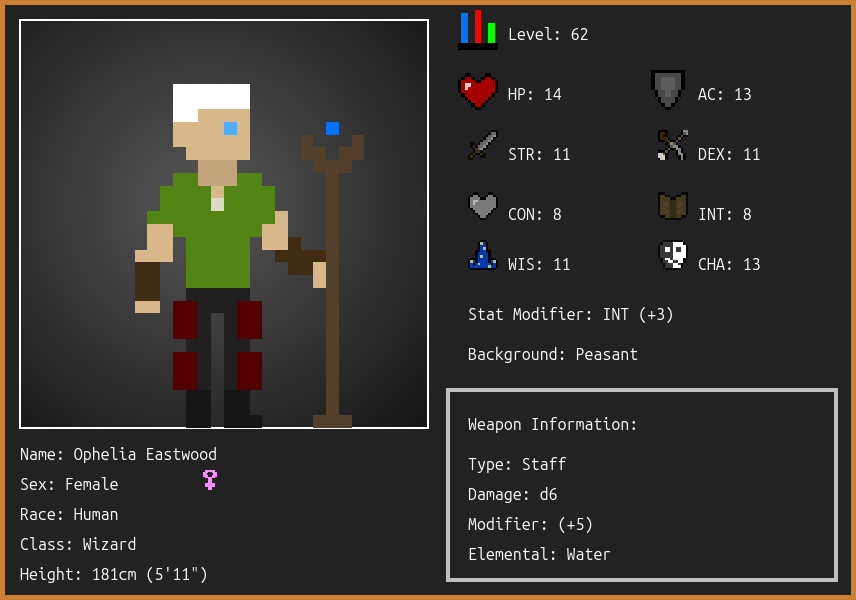 Level: 62
HP: 14
AC: 13
STR: 11
DEX: 11
CON: 8
INT: 8
WIS: 11
CHA: 13
Stat Modifier: INT (+3)
Background: Peasant
Weapon Information:
Type: Staff
Damage: d6
Modifier: (+5)
Elemental: Water
Name: Ophelia Eastwood
Sex: Female
Race: Human
Class: Wizard
Height: 181cm (5'11")